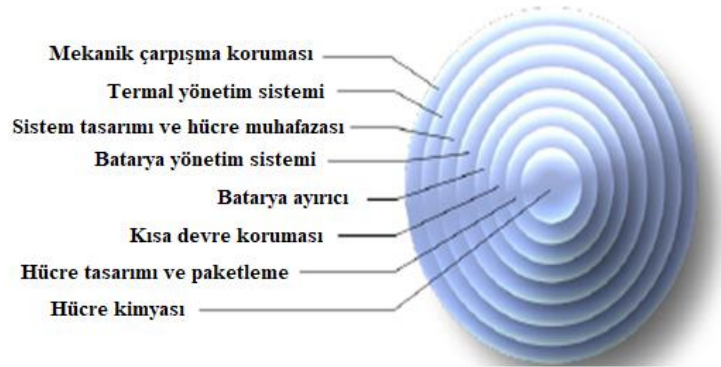 Mekanik çarpışma koruması
Termal yönetim sistemi
Sistem tasarımı ve hücre muhafazası
Batarya yönetim sistemi
Batarya ayırıcı
Kısa devre koruması
Hücre tasarımı ve paketleme
Hücre kimyası